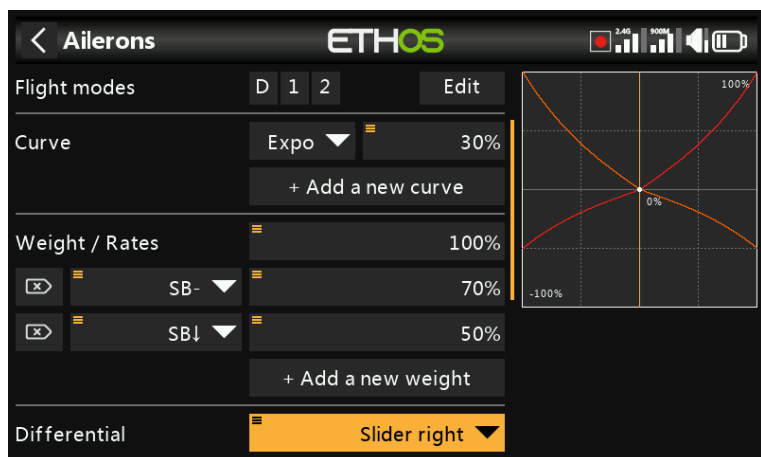 Ailerons ETHOS 2.4G 900M
Flight modes D 1 2 Edit
100%
Curve Expo 30%
+ Add a new curve
0%
Weight / Rates 100%
SB- 70%
-100%
SB↓ 50%
+ Add a new weight
Differential Slider right